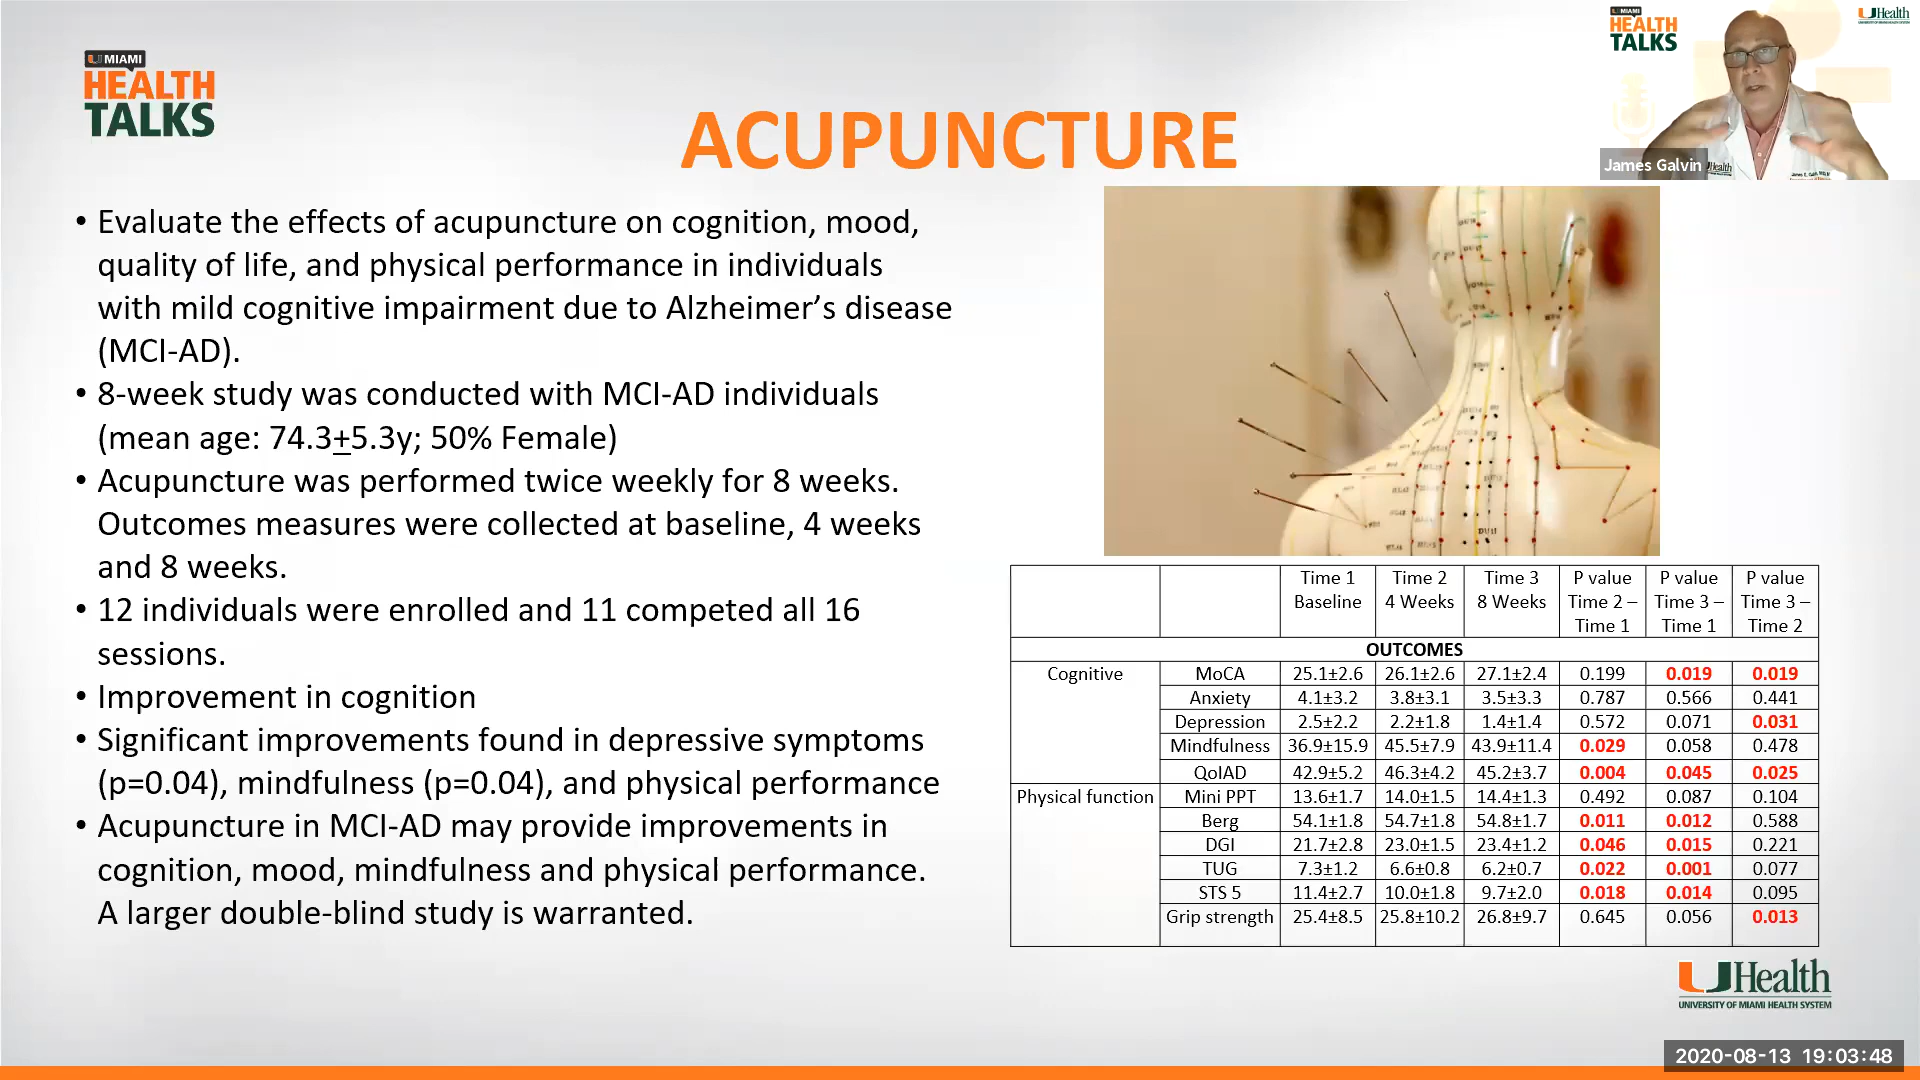 U MIAMI
HEALTH
TALKS
ACUPUNCTURE
U MIAMI
HEALTH
TALKS
UHealth
James Galvin
UHealth
• Evaluate the effects of acupuncture on cognition, mood,
quality of life, and physical performance in individuals
with mild cognitive impairment due to Alzheimer’s disease
(MCI-AD).
• 8-week study was conducted with MCI-AD individuals
(mean age: 74.3±5.3y; 50% Female)
• Acupuncture was performed twice weekly for 8 weeks.
Outcomes measures were collected at baseline, 4 weeks
and 8 weeks.
• 12 individuals were enrolled and 11 competed all 16
sessions.
• Improvement in cognition
• Significant improvements found in depressive symptoms
(p=0.04), mindfulness (p=0.04), and physical performance
• Acupuncture in MCI-AD may provide improvements in
cognition, mood, mindfulness and physical performance.
A larger double-blind study is warranted.
Time 1 Time 2 Time 3 P value P value P value
Baseline 4 Weeks 8 Weeks Time 2 – Time 3 – Time 3 –
Time 1 Time 1 Time 2
OUTCOMES
Cognitive MoCA 25.1±2.6 26.1±2.6 27.1±2.4 0.199 0.019 0.019
Anxiety 4.1±3.2 3.8±3.1 3.5±3.3 0.787 0.566 0.441
Depression 2.5±2.2 2.2±1.8 1.4±1.4 0.572 0.071 0.031
Mindfulness 36.9±15.9 45.5±7.9 43.9±11.4 0.029 0.058 0.478
QolAD 42.9±5.2 46.3±4.2 45.2±3.7 0.004 0.045 0.025
Physical function Mini PPT 13.6±1.7 14.0±1.5 14.4±1.3 0.492 0.087 0.104
Berg 54.1±1.8 54.7±1.8 54.8±1.7 0.011 0.012 0.588
DGI 21.7±2.8 23.0±1.5 23.4±1.2 0.046 0.015 0.221
TUG 7.3±1.2 6.6±0.8 6.2±0.7 0.022 0.001 0.077
STS 5 11.4±2.7 10.0±1.8 9.7±2.0 0.018 0.014 0.095
Grip strength 25.4±8.5 25.8±10.2 26.8±9.7 0.645 0.056 0.013
UHealth
UNIVERSITY OF MIAMI HEALTH SYSTEM
2020-08-13 19:03:48